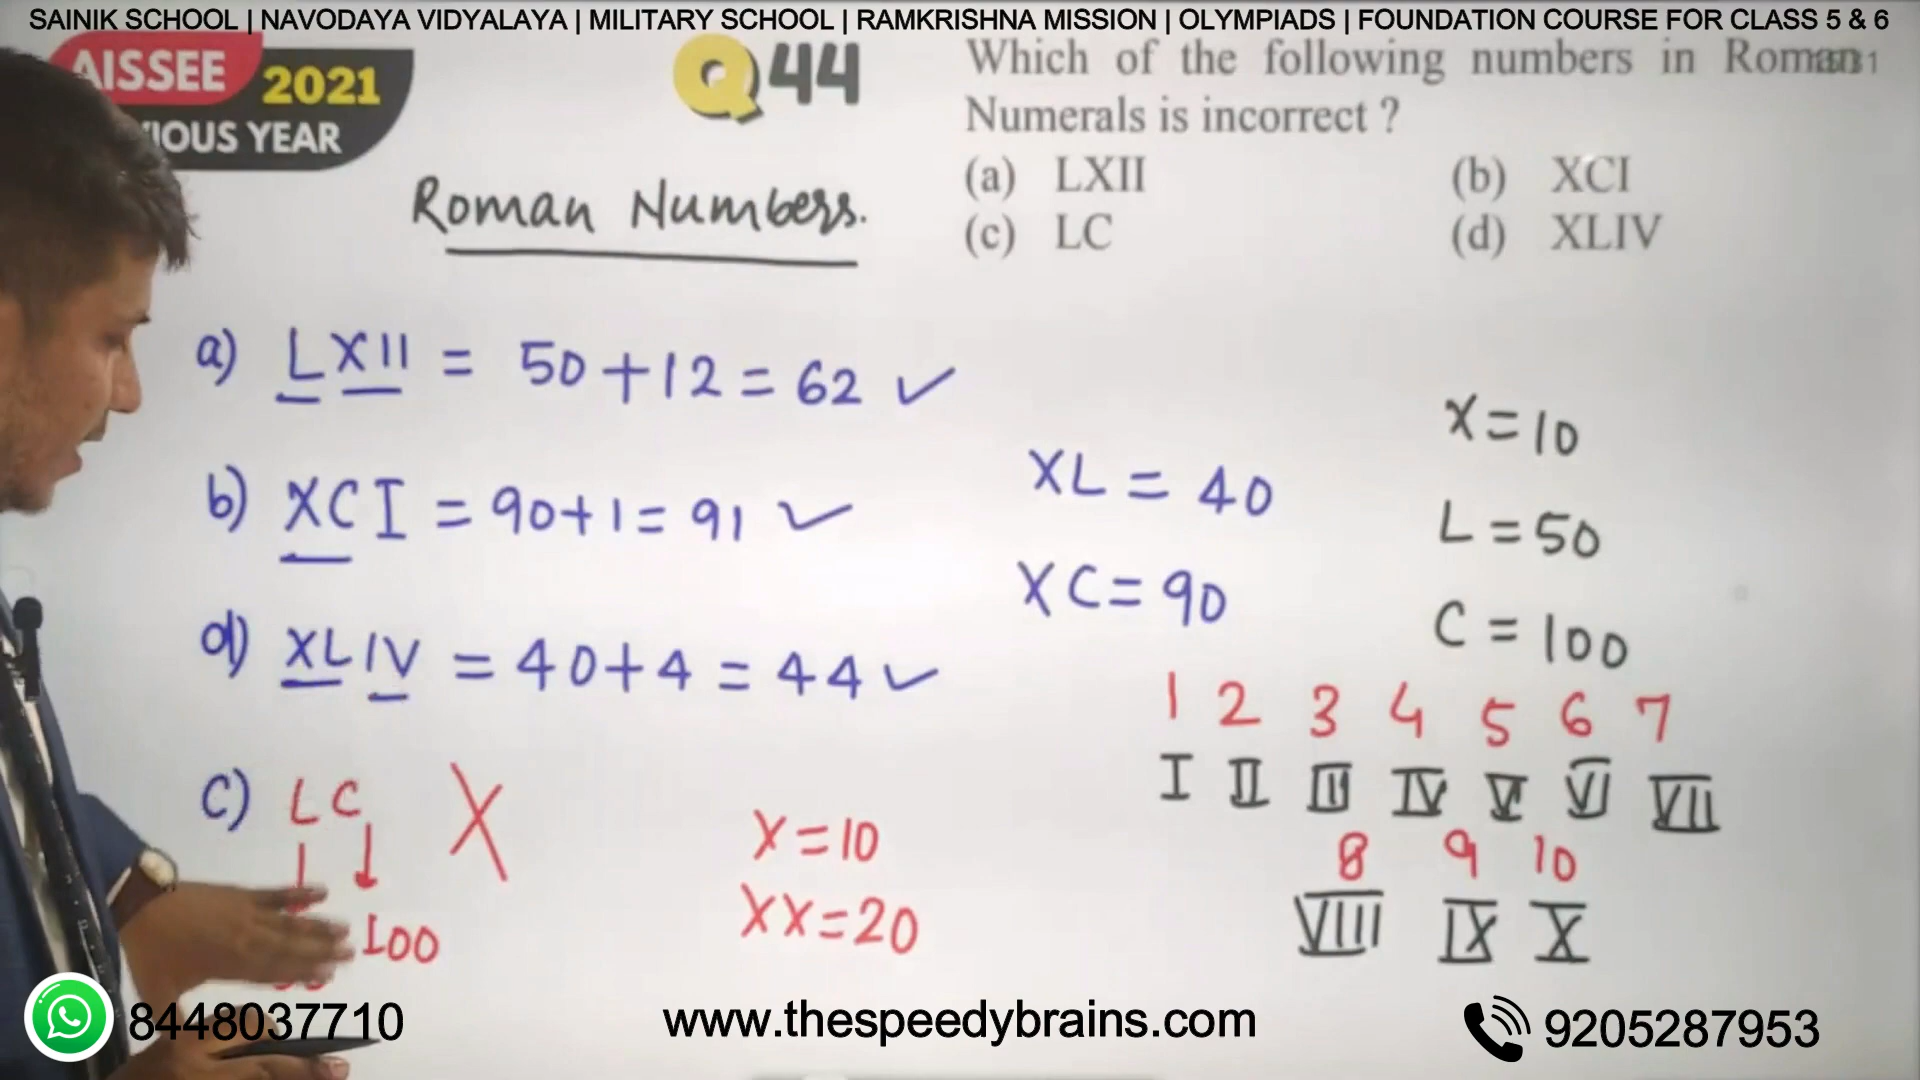 SAINIK SCHOOL | NAVODAYA VIDYALAYA | MILITARY SCHOOL | RAMKRISHNA MISSION | OLYMPIADS | FOUNDATION COURSE FOR CLASS 5 & 6
AISSEE 2021
IOUS YEAR
Q44
Which of the following numbers in Roman
Numerals is incorrect ?
(a) LXII (b) XCI
(c) LC (d) XLIV
Roman Numbers.
a) LXII = 50+12=62 ✓
b) XCI = 90+1=91 ✓
d) XLIV = 40+4=44 ✓
c) LC X
100
XL = 40
XC=90
X=10
L=50
C=100
X=10
XX=20
1 2 3 4 5 6 7
I II III IV V VI VII
8 9 10
VIII IX X
8448037710
www.thespeedybrains.com
9205287953